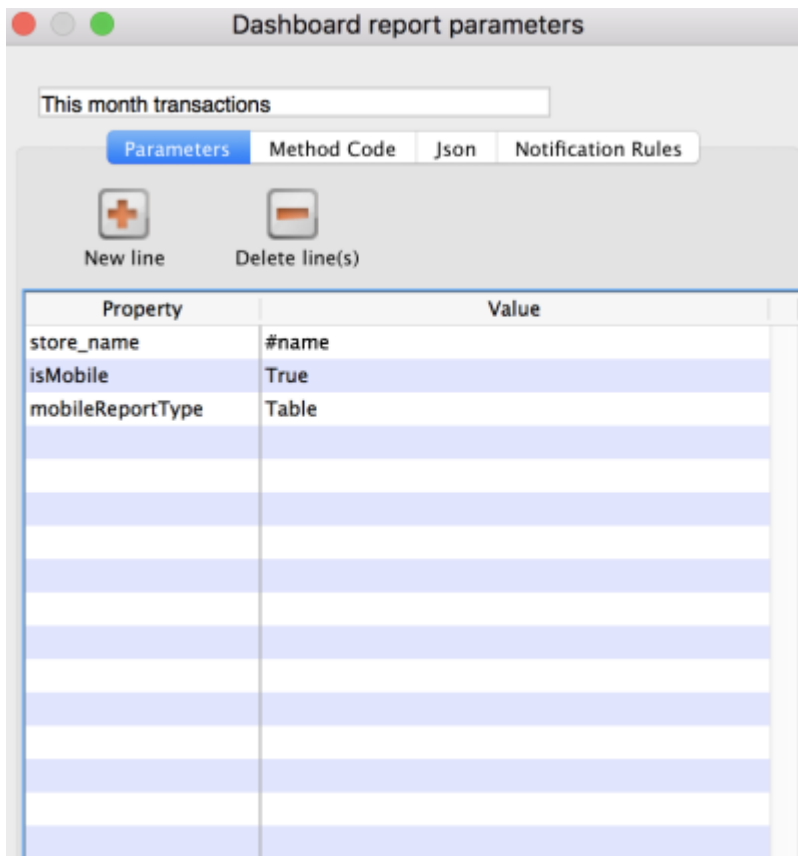 Dashboard report parameters
This month transactions
Parameters Method Code Json Notification Rules
New line Delete line(s)
Property Value
store_name #name
isMobile True
mobileReportType Table